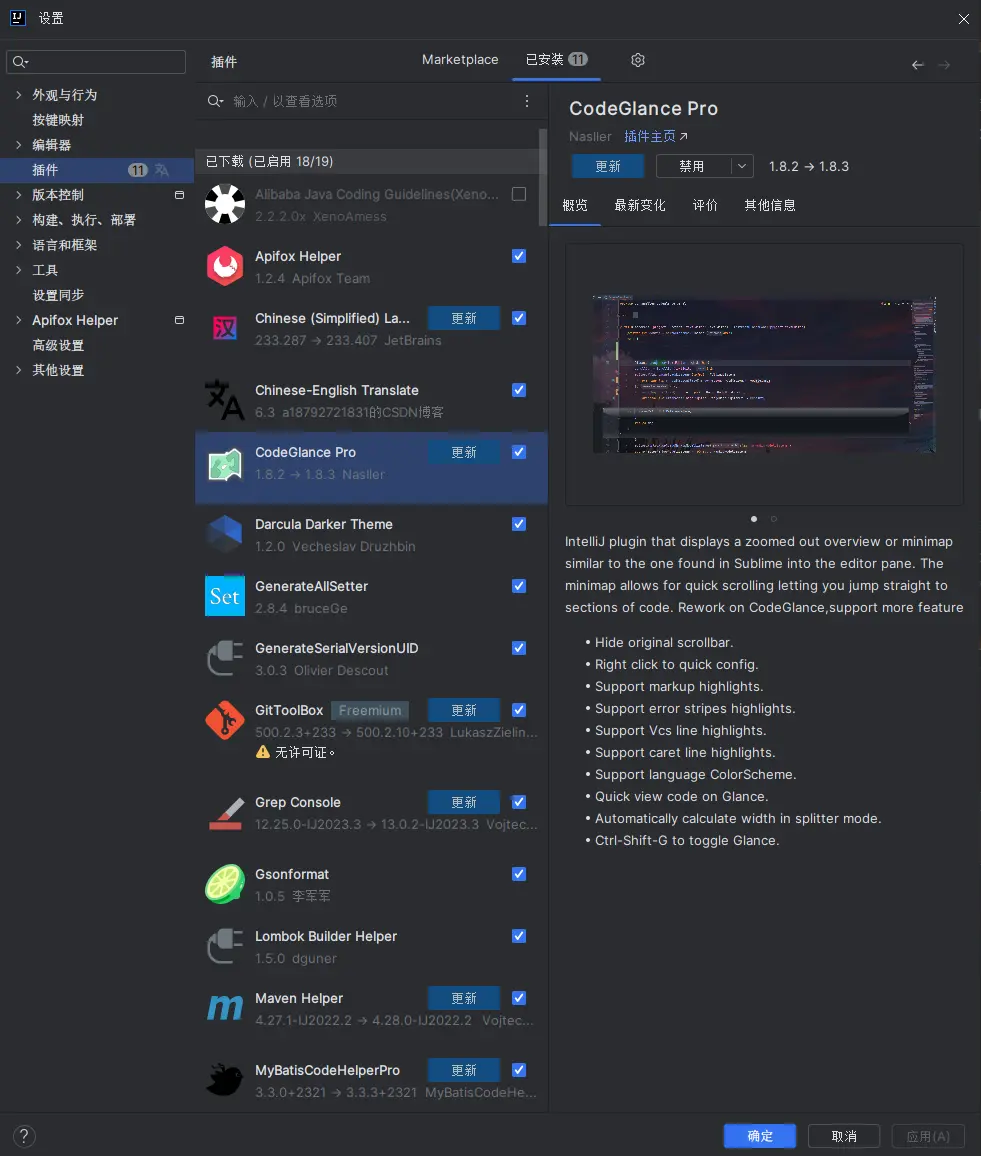 设置
外观与行为
按键映射
编辑器
插件 11
版本控制
构建、执行、部署
语言和框架
工具
设置同步
Apifox Helper
高级设置
其他设置
插件 Marketplace 已安装 11
输入 / 以查看选项
已下载 (已启用 18/19)
Alibaba Java Coding Guidelines(Xeno...
2.2.2.0x XenoAmess
Apifox Helper
1.2.4 Apifox Team
汉
Chinese (Simplified) La... 更新
233.287 → 233.407 JetBrains
Chinese-English Translate
6.3 a18792721831的CSDN博客
CodeGlance Pro 更新
1.8.2 → 1.8.3 Nasller
Darcula Darker Theme
1.2.0 Vecheslav Druzhbin
Set
GenerateAllSetter
2.8.4 bruceGe
GenerateSerialVersionUID
3.0.3 Olivier Descout
GitToolBox Freemium 更新
500.2.3+233 → 500.2.10+233 LukaszZielin...
无许可证。
Grep Console 更新
12.25.0-IJ2023.3 → 13.0.2-IJ2023.3 Vojtec...
Gsonformat
1.0.5 李军军
Lombok Builder Helper
1.5.0 dguner
m
Maven Helper 更新
4.27.1-IJ2022.2 → 4.28.0-IJ2022.2 Vojtec...
MyBatisCodeHelperPro 更新
3.3.0+2321 → 3.3.3+2321 MyBatisCodeHe...
CodeGlance Pro
Nasller 插件主页↗
更新 禁用 1.8.2 → 1.8.3
概览 最新变化 评价 其他信息
IntelliJ plugin that displays a zoomed out overview or minimap
similar to the one found in Sublime into the editor pane. The
minimap allows for quick scrolling letting you jump straight to
sections of code. Rework on CodeGlance,support more feature
• Hide original scrollbar.
• Right click to quick config.
• Support markup highlights.
• Support error stripes highlights.
• Support Vcs line highlights.
• Support caret line highlights.
• Support language ColorScheme.
• Quick view code on Glance.
• Automatically calculate width in splitter mode.
• Ctrl-Shift-G to toggle Glance.
? 确定 取消 应用(A)